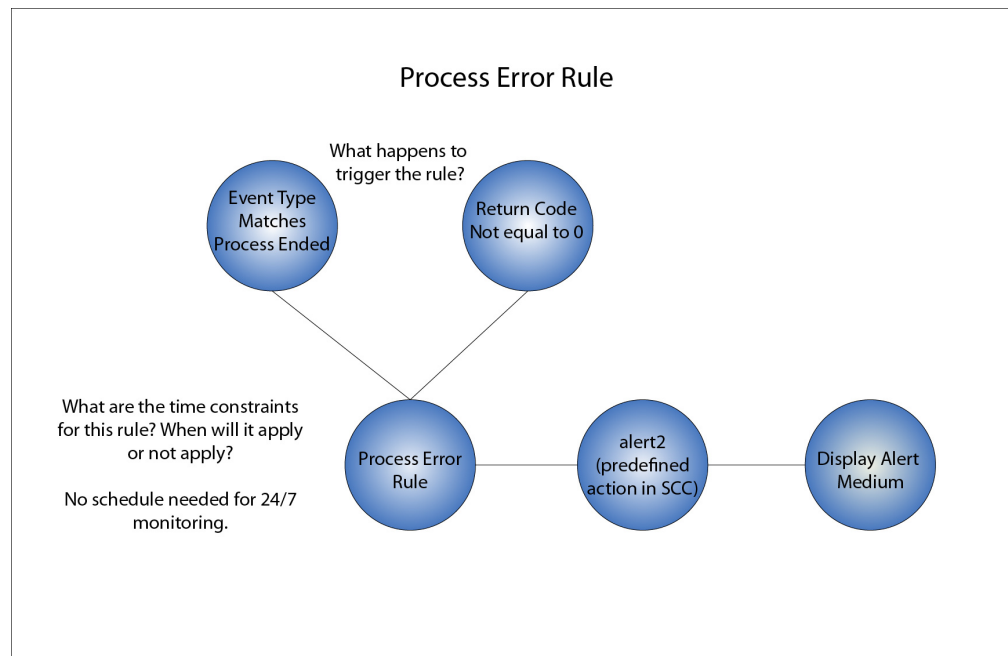 Process Error Rule
What happens to
trigger the rule?
Event Type
Matches
Process Ended
Return Code
Not equal to 0
What are the time constraints
for this rule? When will it apply
or not apply?
No schedule needed for 24/7
monitoring.
Process Error
Rule
alert2
(predefined
action in SCC)
Display Alert
Medium